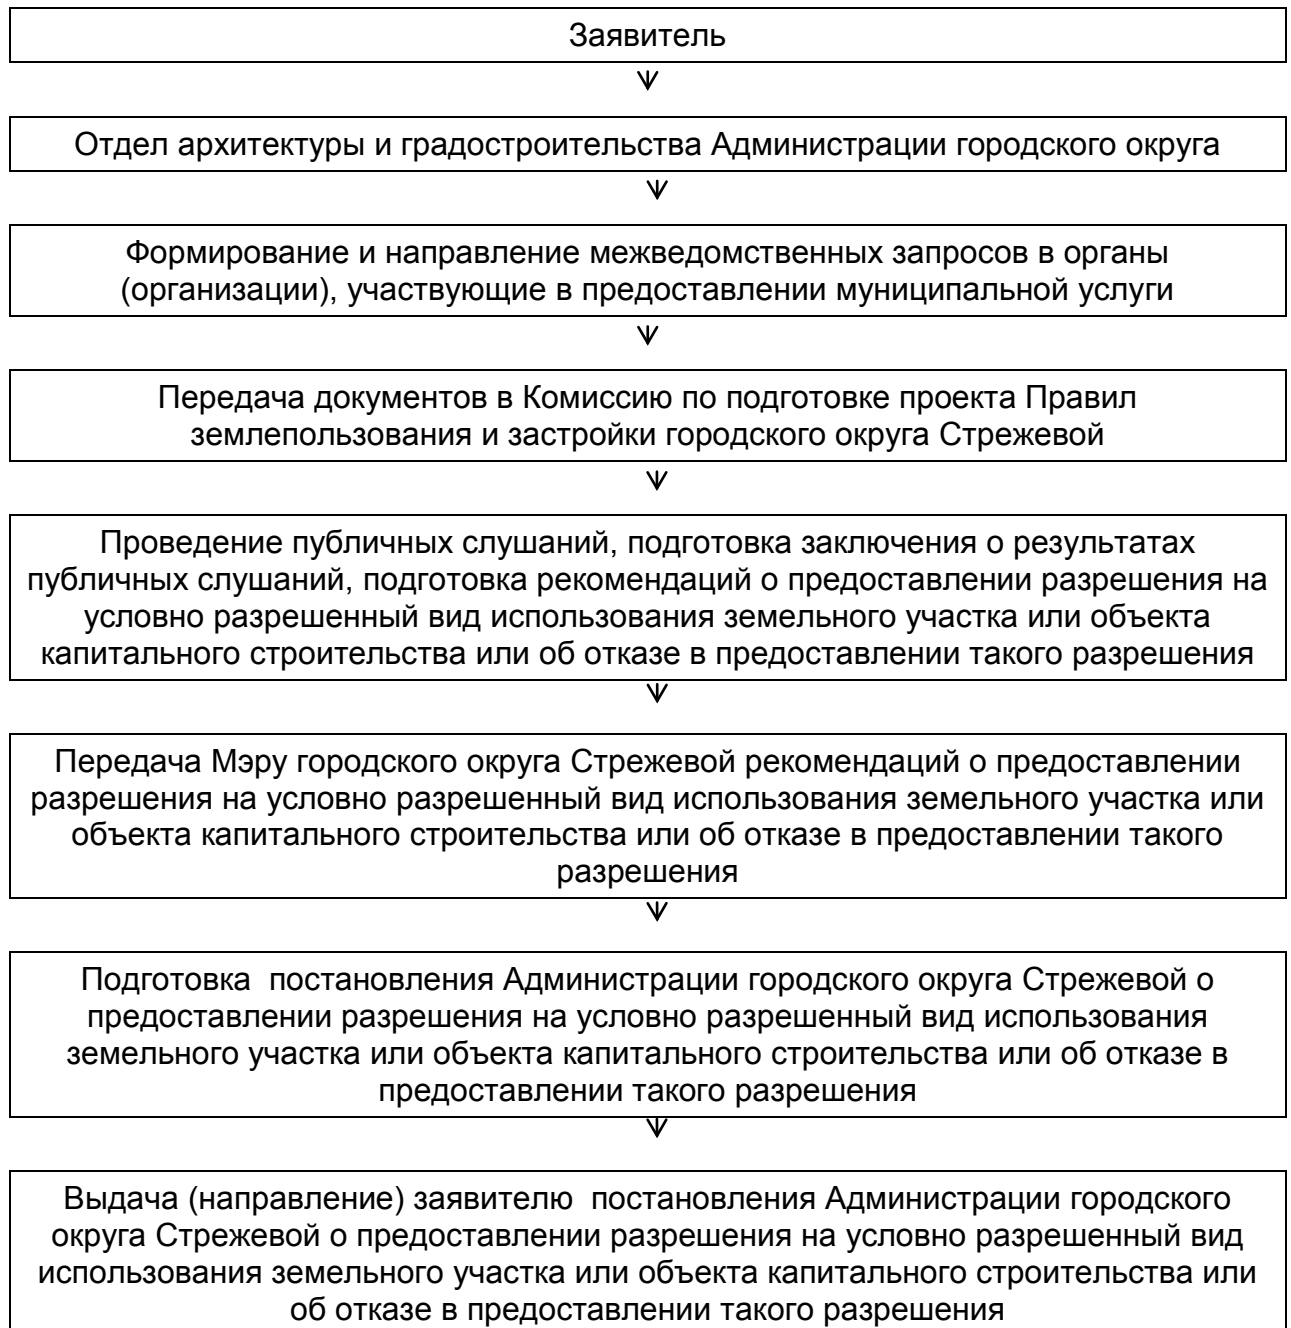 Заявитель
Отдел архитектуры и градостроительства Администрации городского округа
Формирование и направление межведомственных запросов в органы
(организации), участвующие в предоставлении муниципальной услуги
Передача документов в Комиссию по подготовке проекта Правил
землепользования и застройки городского округа Стрежевой
Проведение публичных слушаний, подготовка заключения о результатах
публичных слушаний, подготовка рекомендаций о предоставлении разрешения на
условно разрешенный вид использования земельного участка или объекта
капитального строительства или об отказе в предоставлении такого разрешения
Передача Мэру городского округа Стрежевой рекомендаций о предоставлении
разрешения на условно разрешенный вид использования земельного участка или
объекта капитального строительства или об отказе в предоставлении такого
разрешения
Подготовка постановления Администрации городского округа Стрежевой о
предоставлении разрешения на условно разрешенный вид использования
земельного участка или объекта капитального строительства или об отказе в
предоставлении такого разрешения
Выдача (направление) заявителю постановления Администрации городского
округа Стрежевой о предоставлении разрешения на условно разрешенный вид
использования земельного участка или объекта капитального строительства или
об отказе в предоставлении такого разрешения